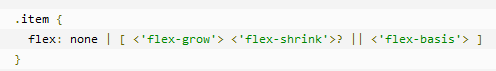 .item {
  flex: none | [ <'flex-grow'> <'flex-shrink'>? || <'flex-basis'> ]
}